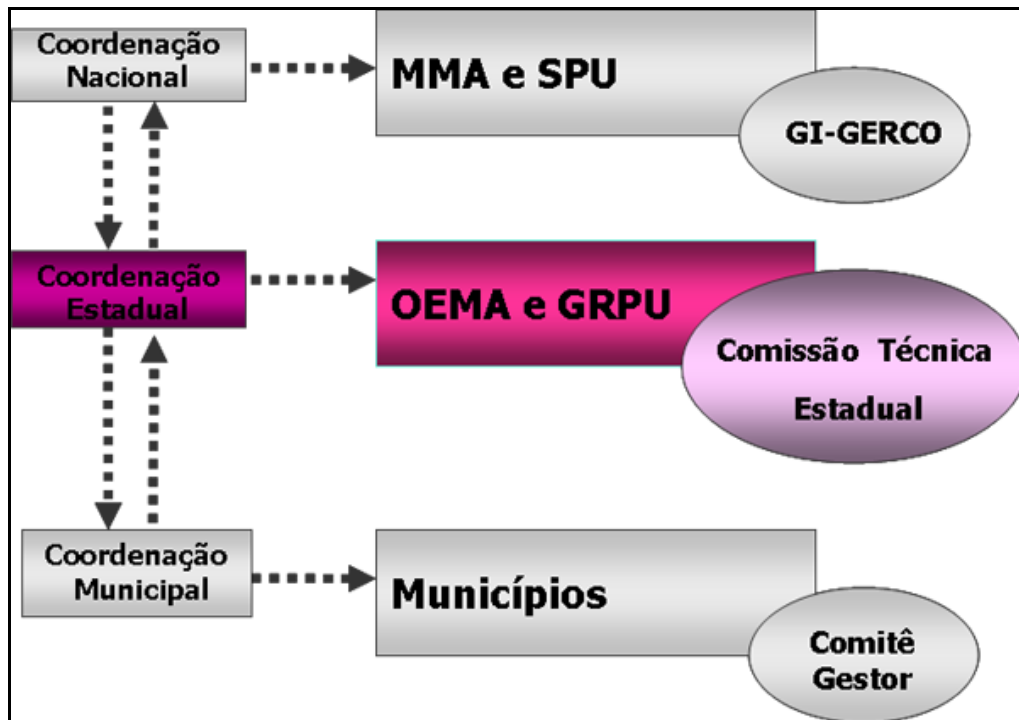 Coordenação
Nacional
MMA e SPU
GI-GERCO
Coordenação
Estadual
OEMA e GRPU
Comissão Técnica
Estadual
Coordenação
Municipal
Municípios
Comitê
Gestor